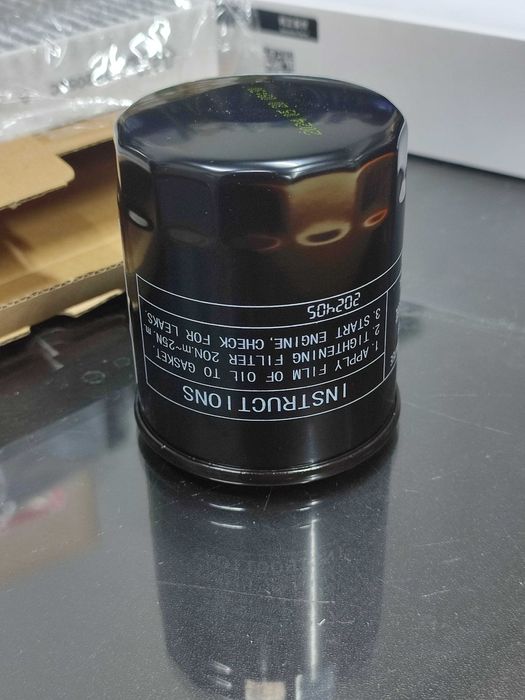 INSTRUCTIONS
1. APPLY FILM OF OIL TO GASKET
2. TIGHTENING FILTER 20N.m~25N.m.
3. START ENGINE, CHECK FOR LEAKS.
202405